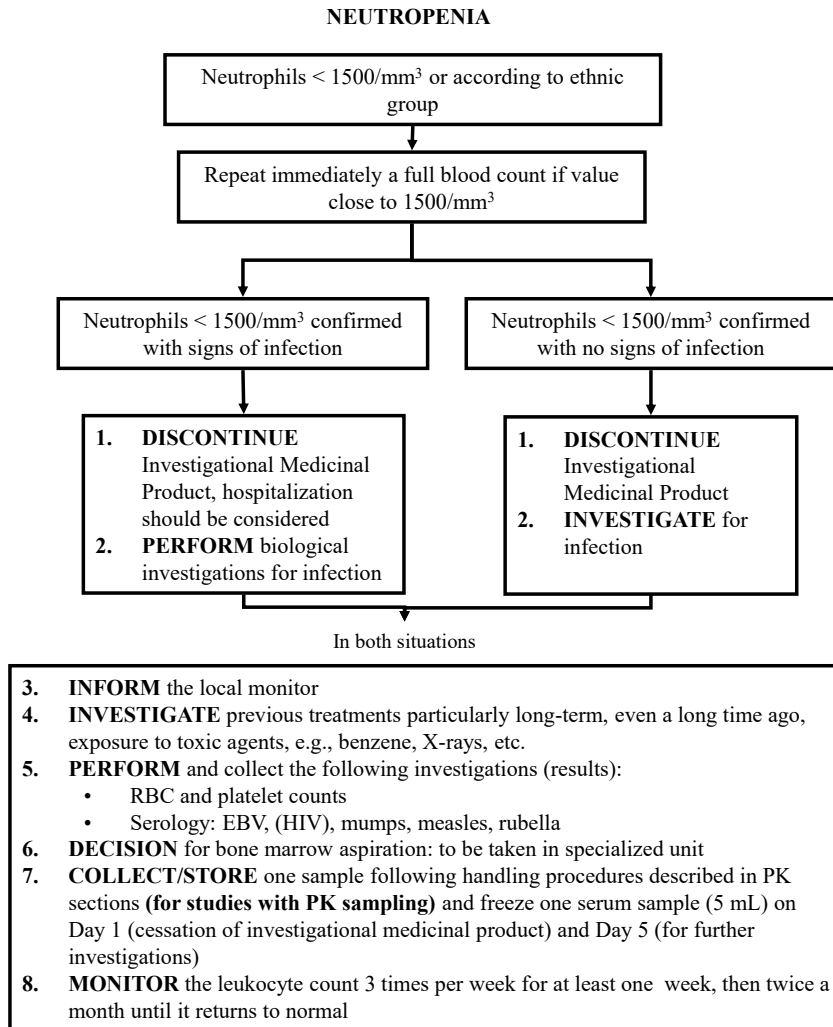 NEUTROPENIA
Neutrophils < 1500/mm³ or according to ethnic
group
Repeat immediately a full blood count if value
close to 1500/mm³
Neutrophils < 1500/mm³ confirmed
with signs of infection
Neutrophils < 1500/mm³ confirmed
with no signs of infection
1. DISCONTINUE
Investigational Medicinal
Product, hospitalization
should be considered
2. PERFORM biological
investigations for infection
1. DISCONTINUE
Investigational
Medicinal Product
2. INVESTIGATE for
infection
In both situations
3. INFORM the local monitor
4. INVESTIGATE previous treatments particularly long-term, even a long time ago,
exposure to toxic agents, e.g., benzene, X-rays, etc.
5. PERFORM and collect the following investigations (results):
• RBC and platelet counts
• Serology: EBV, (HIV), mumps, measles, rubella
6. DECISION for bone marrow aspiration: to be taken in specialized unit
7. COLLECT/STORE one sample following handling procedures described in PK
sections (for studies with PK sampling) and freeze one serum sample (5 mL) on
Day 1 (cessation of investigational medicinal product) and Day 5 (for further
investigations)
8. MONITOR the leukocyte count 3 times per week for at least one week, then twice a
month until it returns to normal